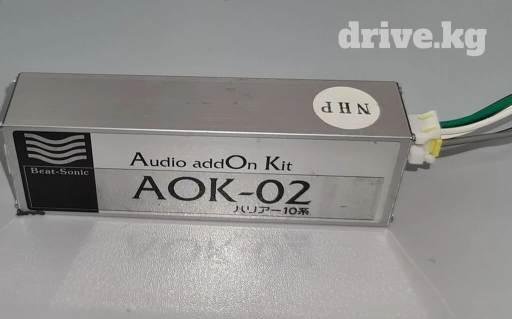 drive.kg
NHP
Beat-Sonic
Audio addOn Kit
AOK-02
ハリアー10系